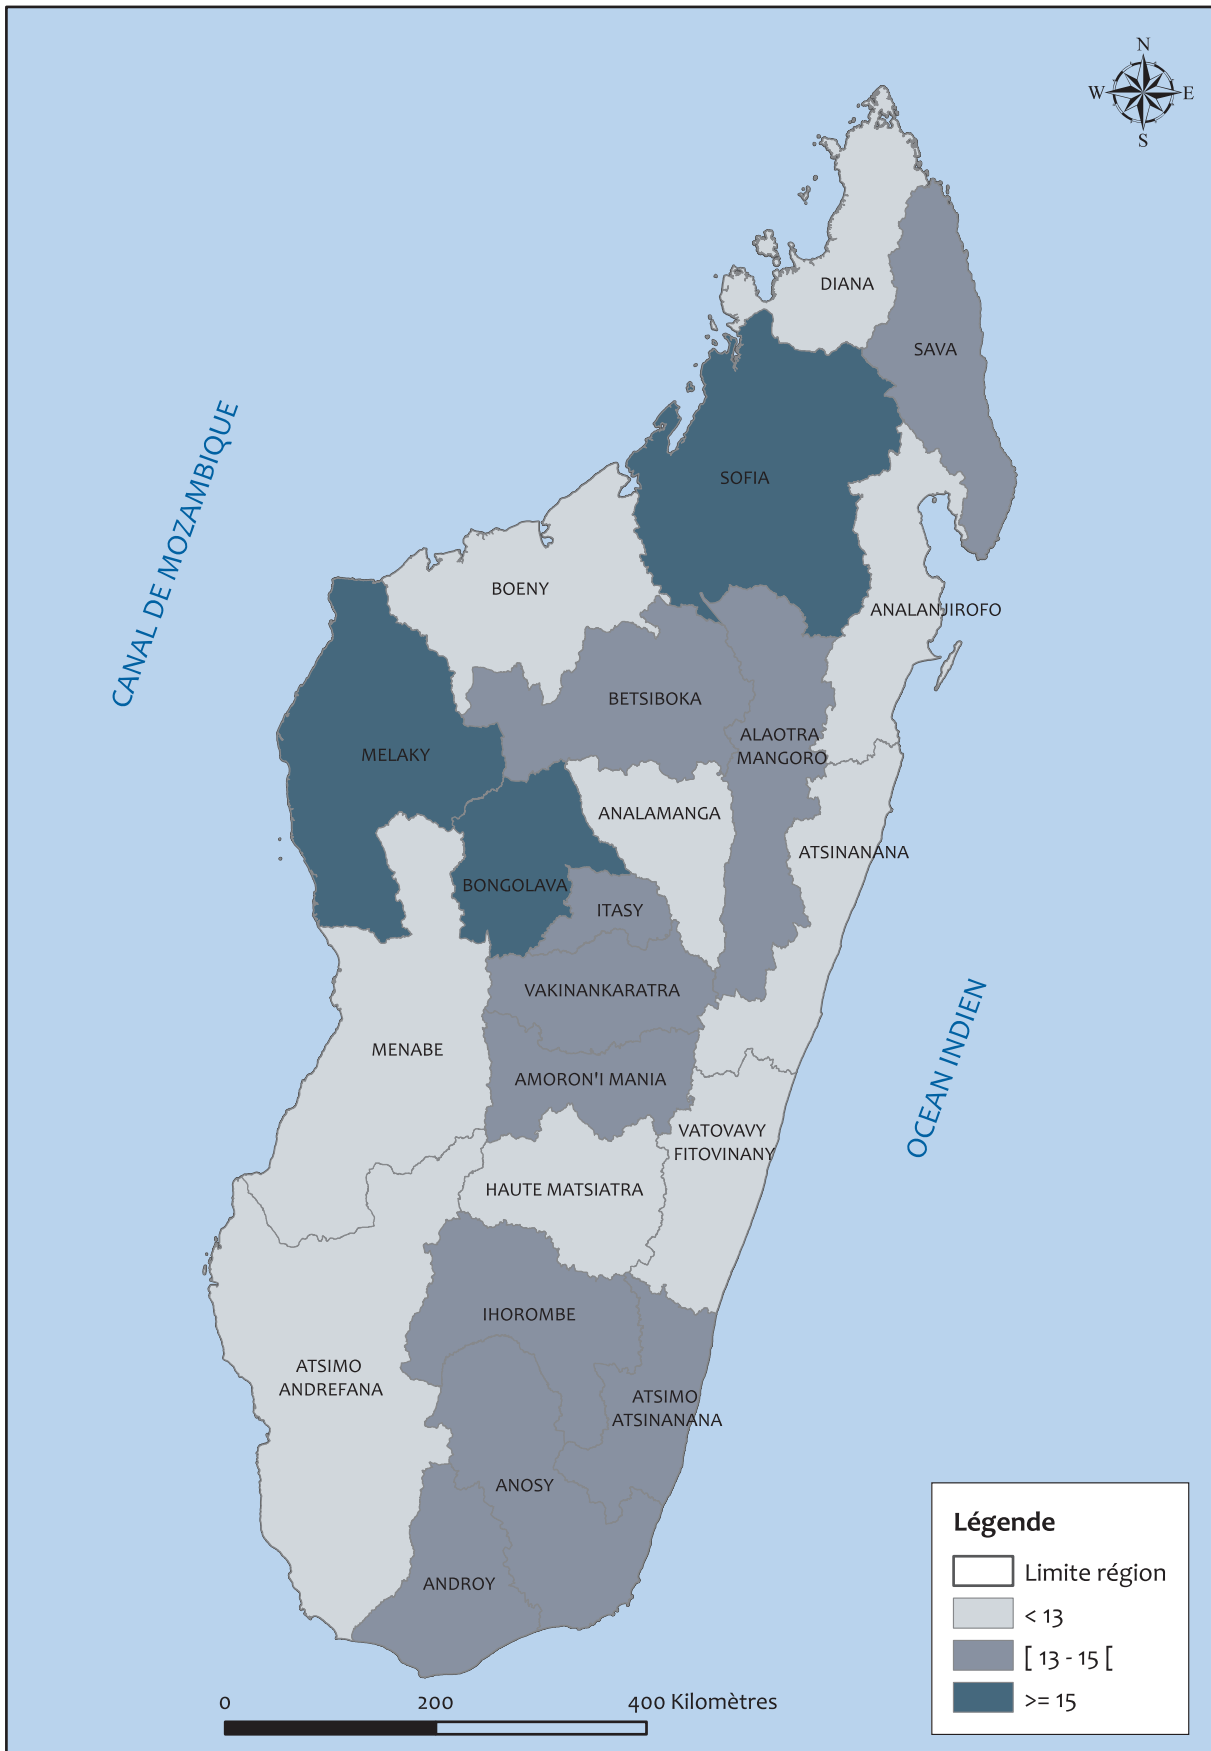 N
W
E
S
DIANA
SAVA
SOFIA
CANAL DE MOZAMBIQUE
BOENY
ANALANJIROFO
BETSIBOKA
ALAOTRA
MANGORO
MELAKY
ANALAMANGA
ATSINANANA
BONGOLAVA
ITASY
VAKINANKARATRA
MENABE
OCEAN INDIEN
AMORON'I MANIA
VATOVAVY
FITOVINANY
HAUTE MATSIATRA
IHOROMBE
ATSIMO
ANDREFANA
ATSIMO
ATSINANANA
ANOSY
ANDROY
Légende
Limite région
< 13
[ 13 - 15 [
>= 15
0 200 400 Kilomètres